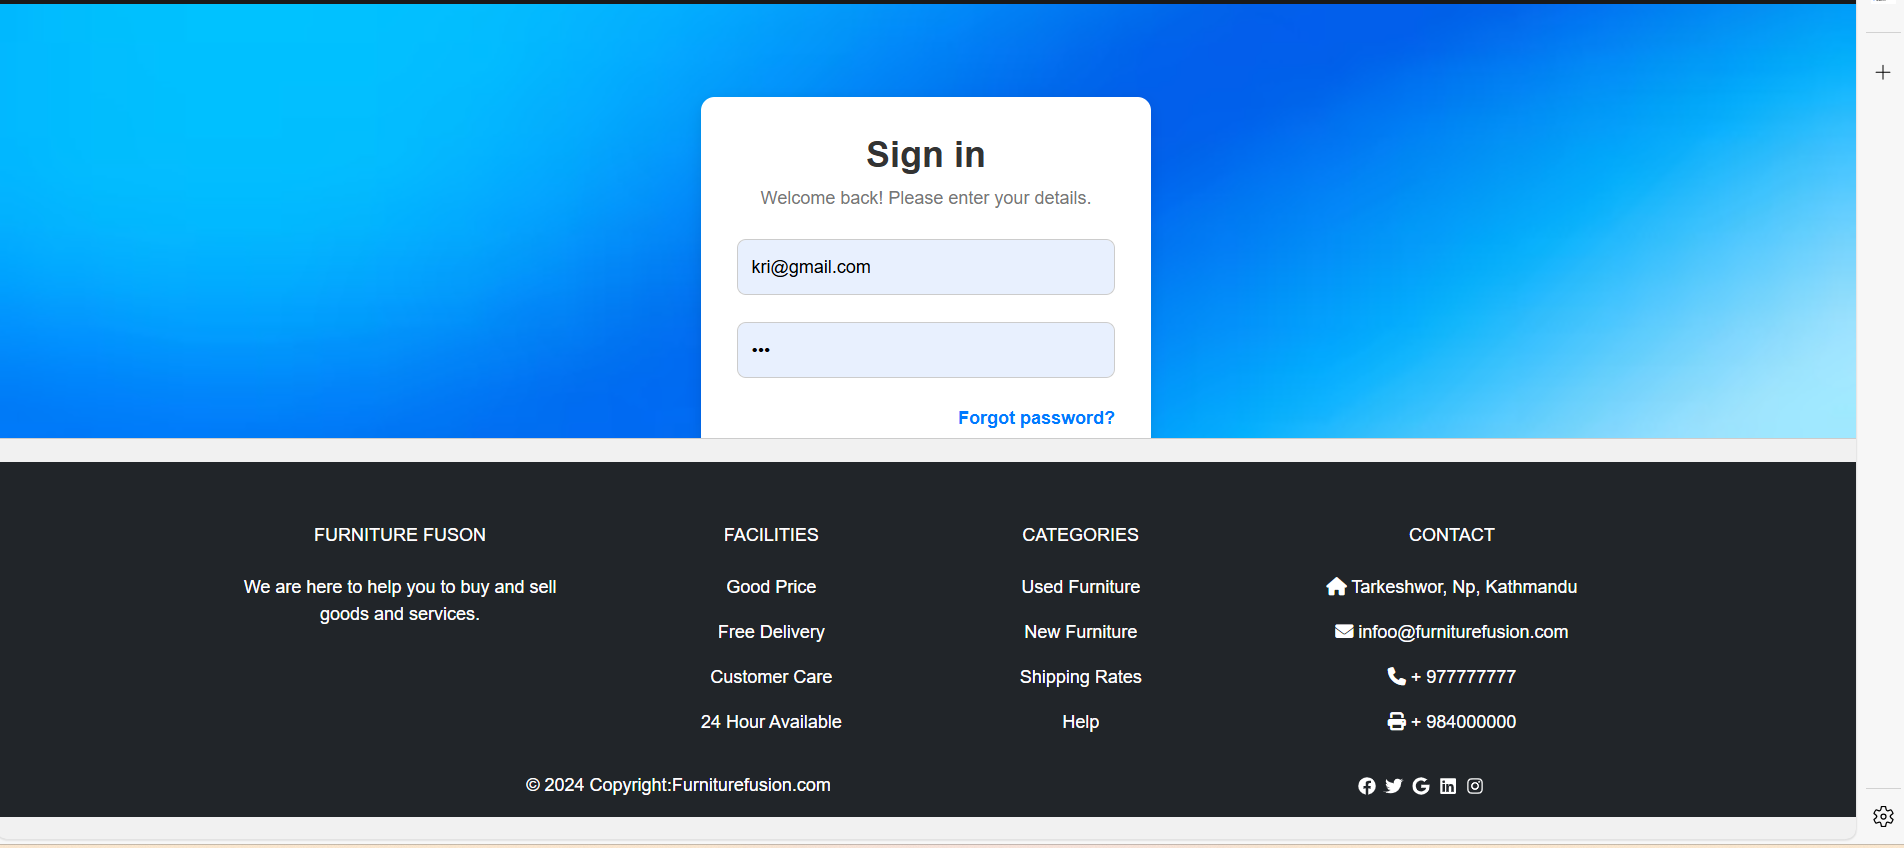 Sign in
Welcome back! Please enter your details.
kri@gmail.com
•••
Forgot password?
FURNITURE FUSON
We are here to help you to buy and sell
goods and services.
FACILITIES
Good Price
Free Delivery
Customer Care
24 Hour Available
CATEGORIES
Used Furniture
New Furniture
Shipping Rates
Help
CONTACT
Tarkeshwor, Np, Kathmandu
infoo@furniturefusion.com
+ 977777777
+ 984000000
© 2024 Copyright:Furniturefusion.com